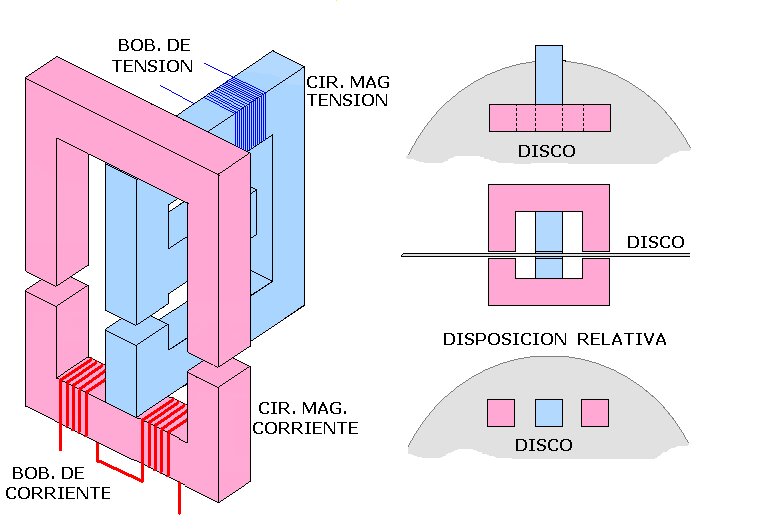 BOB. DE
TENSION
CIR. MAG
TENSION
DISCO
DISCO
DISPOSICION RELATIVA
CIR. MAG.
CORRIENTE
DISCO
BOB. DE
CORRIENTE